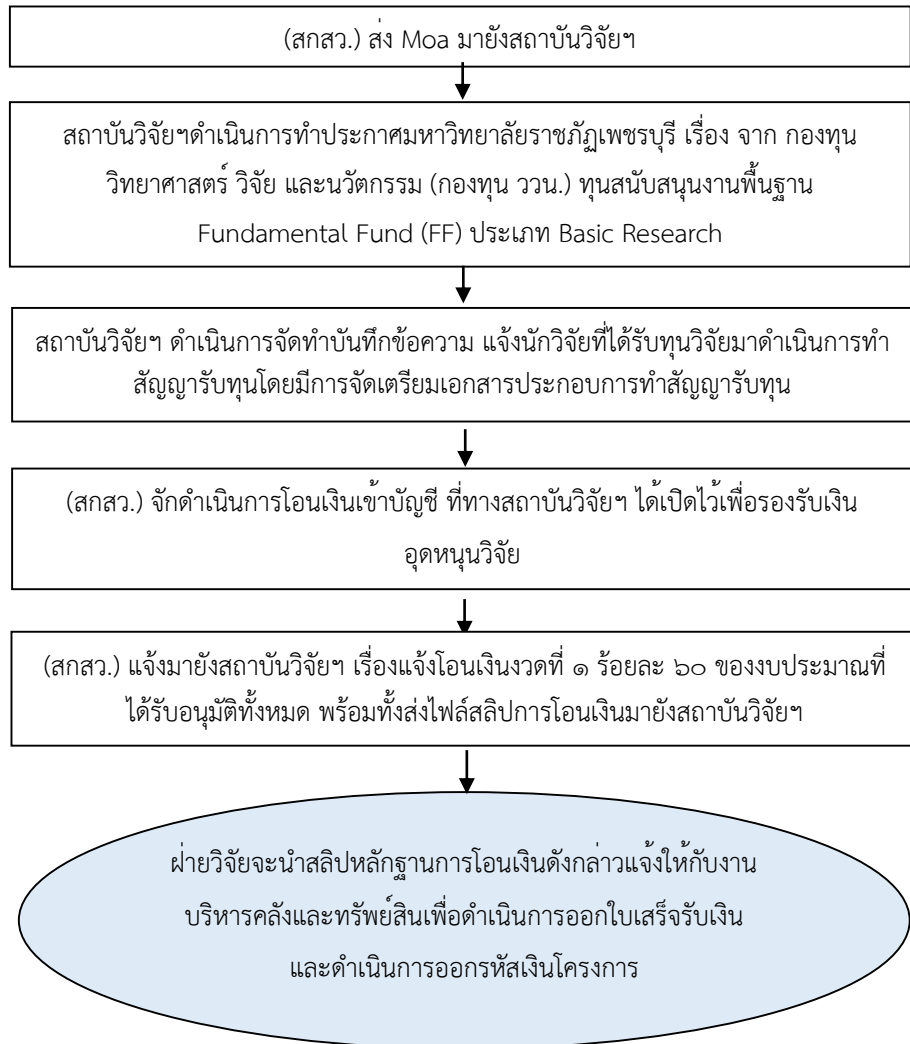 (สกสว.) ส่ง Moa มายังสถาบันวิจัยฯ
สถาบันวิจัยฯดำเนินการทำประกาศมหาวิทยาลัยราชภัฏเพชรบุรี เรื่อง จาก กองทุน
วิทยาศาสตร์ วิจัย และนวัตกรรม (กองทุน ววน.) ทุนสนับสนุนงานพื้นฐาน
Fundamental Fund (FF) ประเภท Basic Research
สถาบันวิจัยฯ ดำเนินการจัดทำบันทึกข้อความ แจ้งนักวิจัยที่ได้รับทุนวิจัยมาดำเนินการทำ
สัญญารับทุนโดยมีการจัดเตรียมเอกสารประกอบการทำสัญญารับทุน
(สกสว.) จักดำเนินการโอนเงินเข้าบัญชี ที่ทางสถาบันวิจัยฯ ได้เปิดไว้เพื่อรองรับเงิน
อุดหนุนวิจัย
(สกสว.) แจ้งมายังสถาบันวิจัยฯ เรื่องแจ้งโอนเงินงวดที่ ๑ ร้อยละ ๖๐ ของงบประมาณที่
ได้รับอนุมัติทั้งหมด พร้อมทั้งส่งไฟล์สลิปการโอนเงินมายังสถาบันวิจัยฯ
ฝ่ายวิจัยจะนำสลิปหลักฐานการโอนเงินดังกล่าวแจ้งให้กับงาน
บริหารคลังและทรัพย์สินเพื่อดำเนินการออกใบเสร็จรับเงิน
และดำเนินการออกรหัสเงินโครงการ